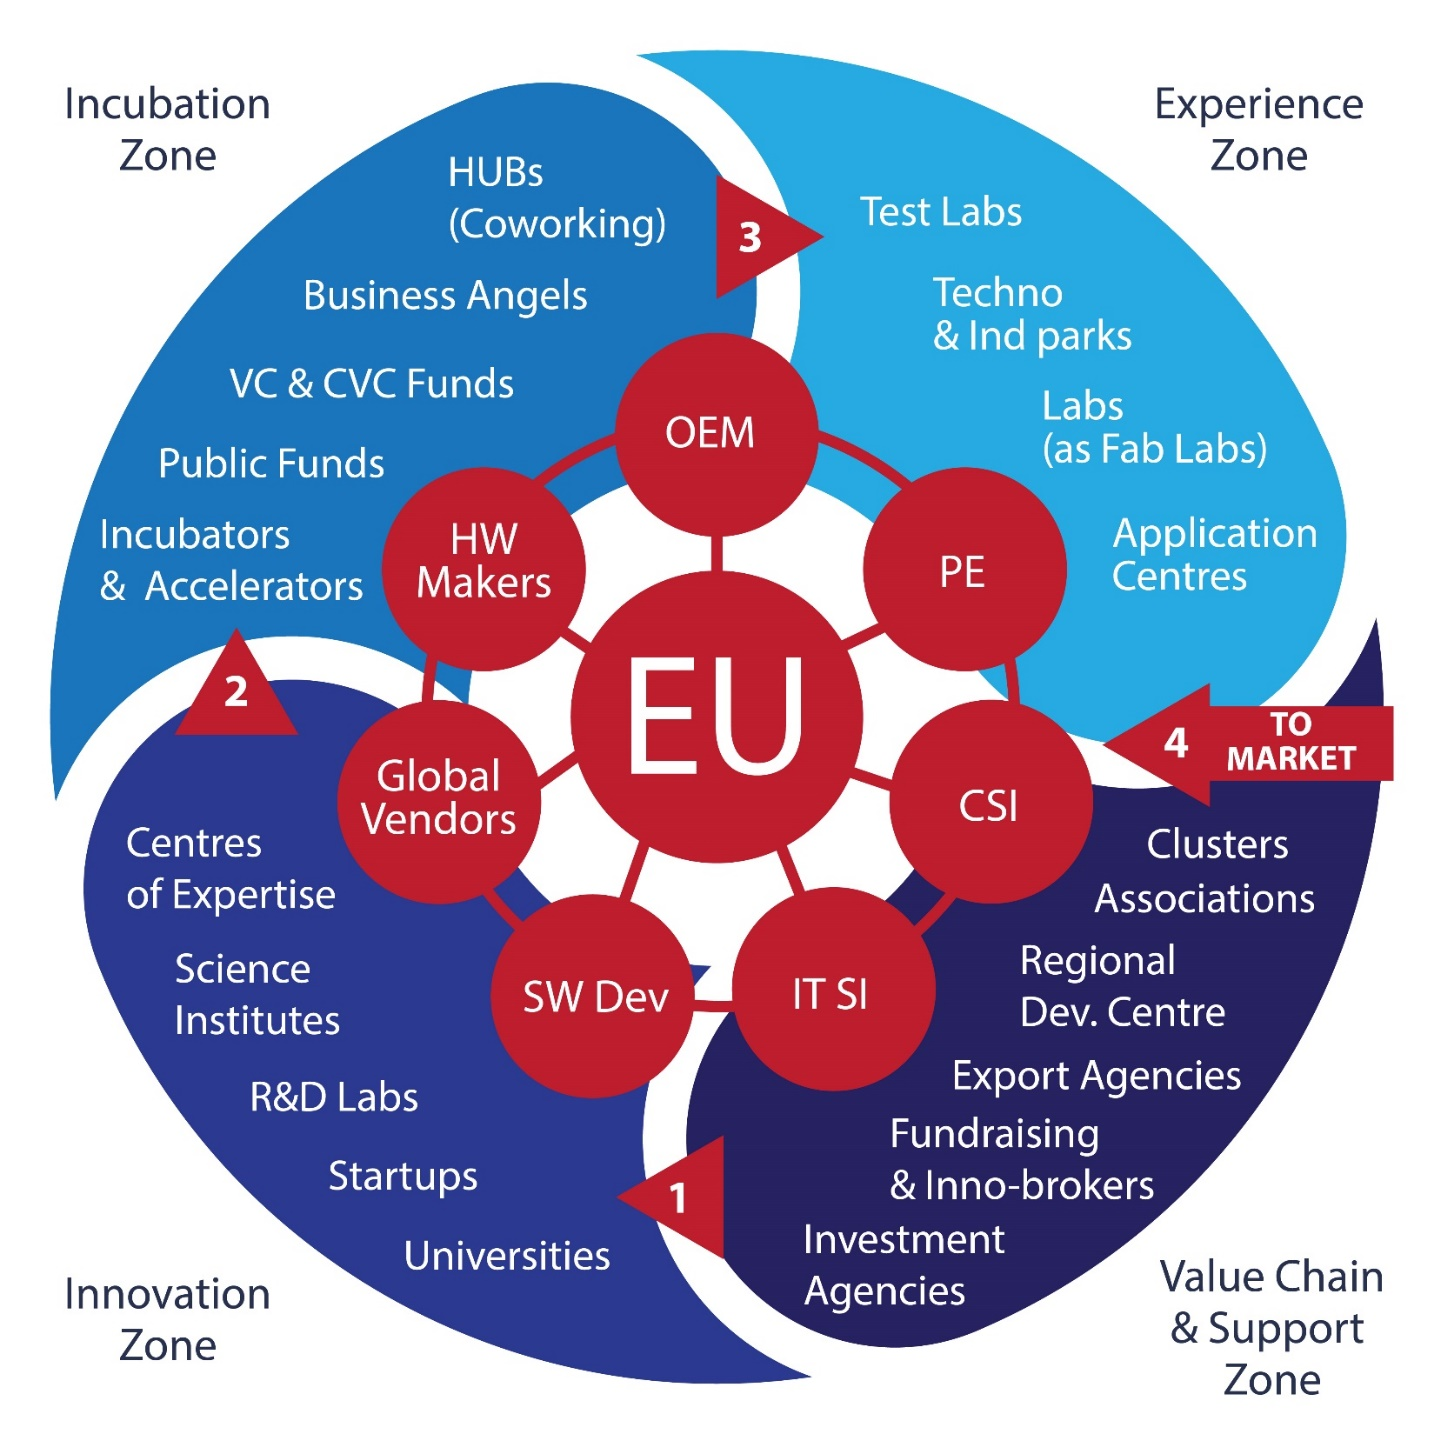 Incubation
Zone
Experience
Zone
HUBs
(Coworking)
Business Angels
VC & CVC Funds
Public Funds
Incubators
& Accelerators
3
Test Labs
Techno
& Ind parks
Labs
(as Fab Labs)
Application
Centres
OEM
HW
Makers
PE
EU
Global
Vendors
CSI
SW Dev
IT SI
2
4
TO
MARKET
Centres
of Expertise
Science
Institutes
R&D Labs
Startups
Universities
1
Clusters
Associations
Regional
Dev. Centre
Export Agencies
Fundraising
& Inno-brokers
Investment
Agencies
Innovation
Zone
Value Chain
& Support
Zone